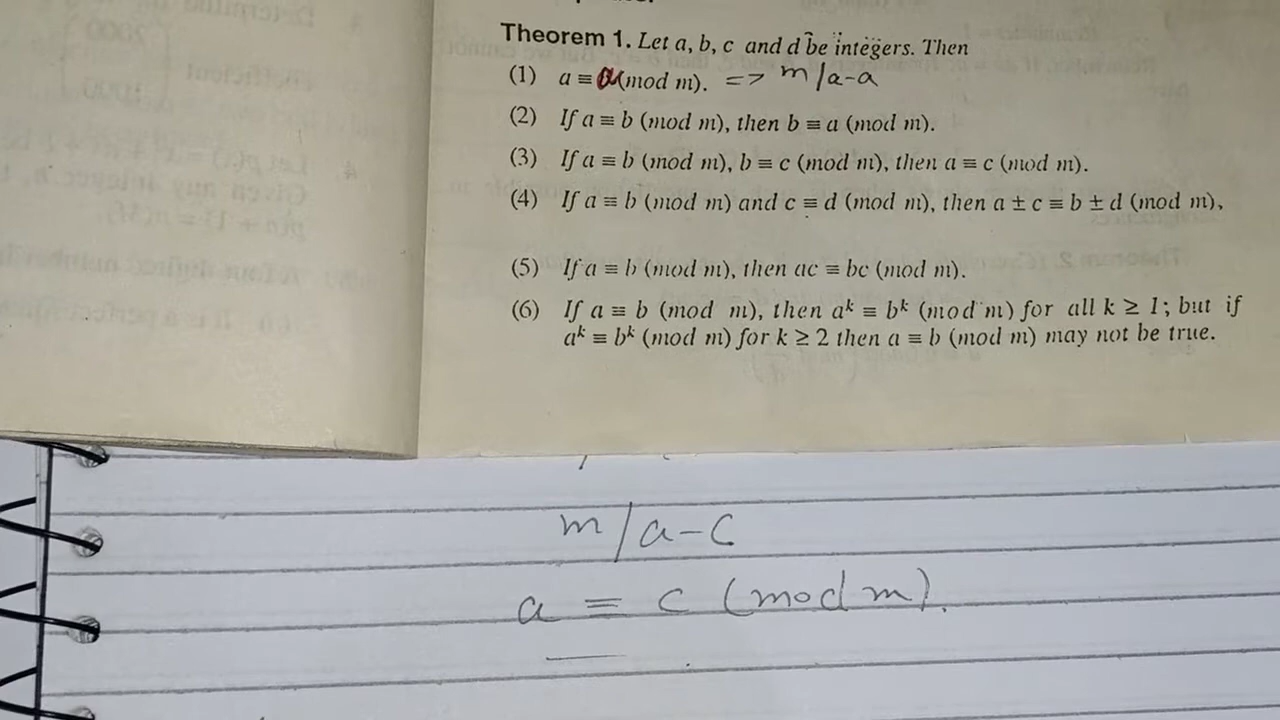 Theorem 1. Let a, b, c and d be integers. Then
(1) a ≡ a (mod m). => m/a-a
(2) If a ≡ b (mod m), then b ≡ a (mod m).
(3) If a ≡ b (mod m), b ≡ c (mod m), then a ≡ c (mod m).
(4) If a ≡ b (mod m) and c ≡ d (mod m), then a ± c ≡ b ± d (mod m),
(5) If a ≡ b (mod m), then ac ≡ bc (mod m).
(6) If a ≡ b (mod m), then aᵏ ≡ bᵏ (mod m) for all k ≥ 1; but if
aᵏ ≡ bᵏ (mod m) for k ≥ 2 then a ≡ b (mod m) may not be true.
m/a-c
a = c (mod m).